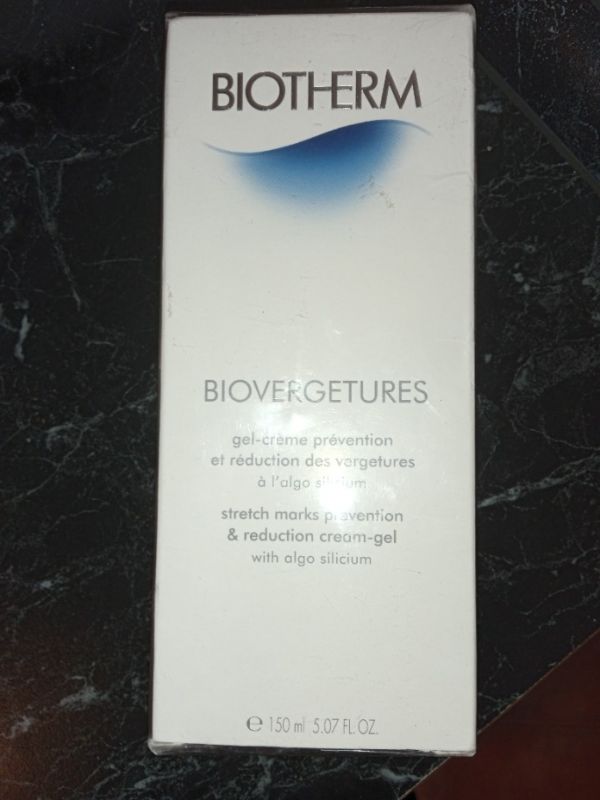 BIOTHERM
BIOVERGETURES
gel-crème prévention
et réduction des vergetures
à l'algo silicium
stretch marks prevention
& reduction cream-gel
with algo silicium
℮ 150 ml 5.07 FL. OZ.